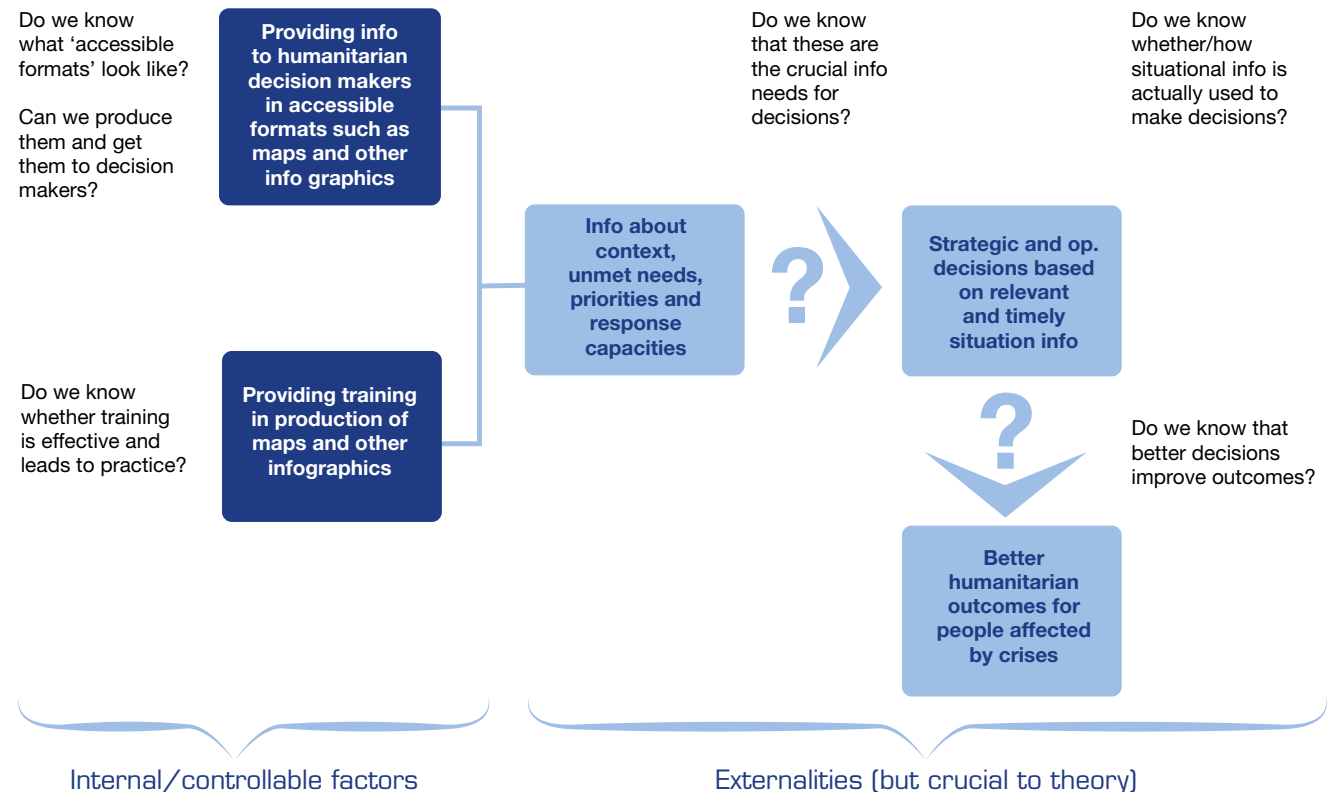 Do we know
what ‘accessible
formats’ look like?
Can we produce
them and get
them to decision
makers?
Providing info
to humanitarian
decision makers
in accessible
formats such as
maps and other
info graphics
Do we know
that these are
the crucial info
needs for
decisions?
Do we know
whether/how
situational info is
actually used to
make decisions?
Info about
context,
unmet needs,
priorities and
response
capacities
?
Strategic and op.
decisions based
on relevant
and timely
situation info
Do we know
whether training
is effective and
leads to practice?
Providing training
in production of
maps and other
infographics
?
Do we know that
better decisions
improve outcomes?
Better
humanitarian
outcomes for
people affected
by crises
Internal/controllable factors
Externalities (but crucial to theory)